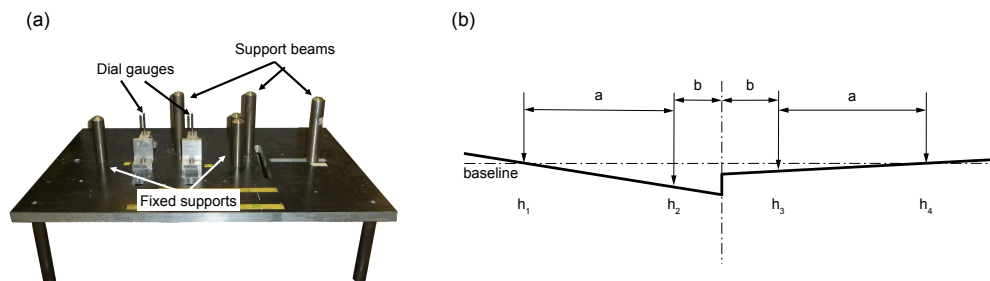 (a)
Support beams
Dial gauges
Fixed supports
(b)
b b
a a
baseline
h1 h2 h3 h4